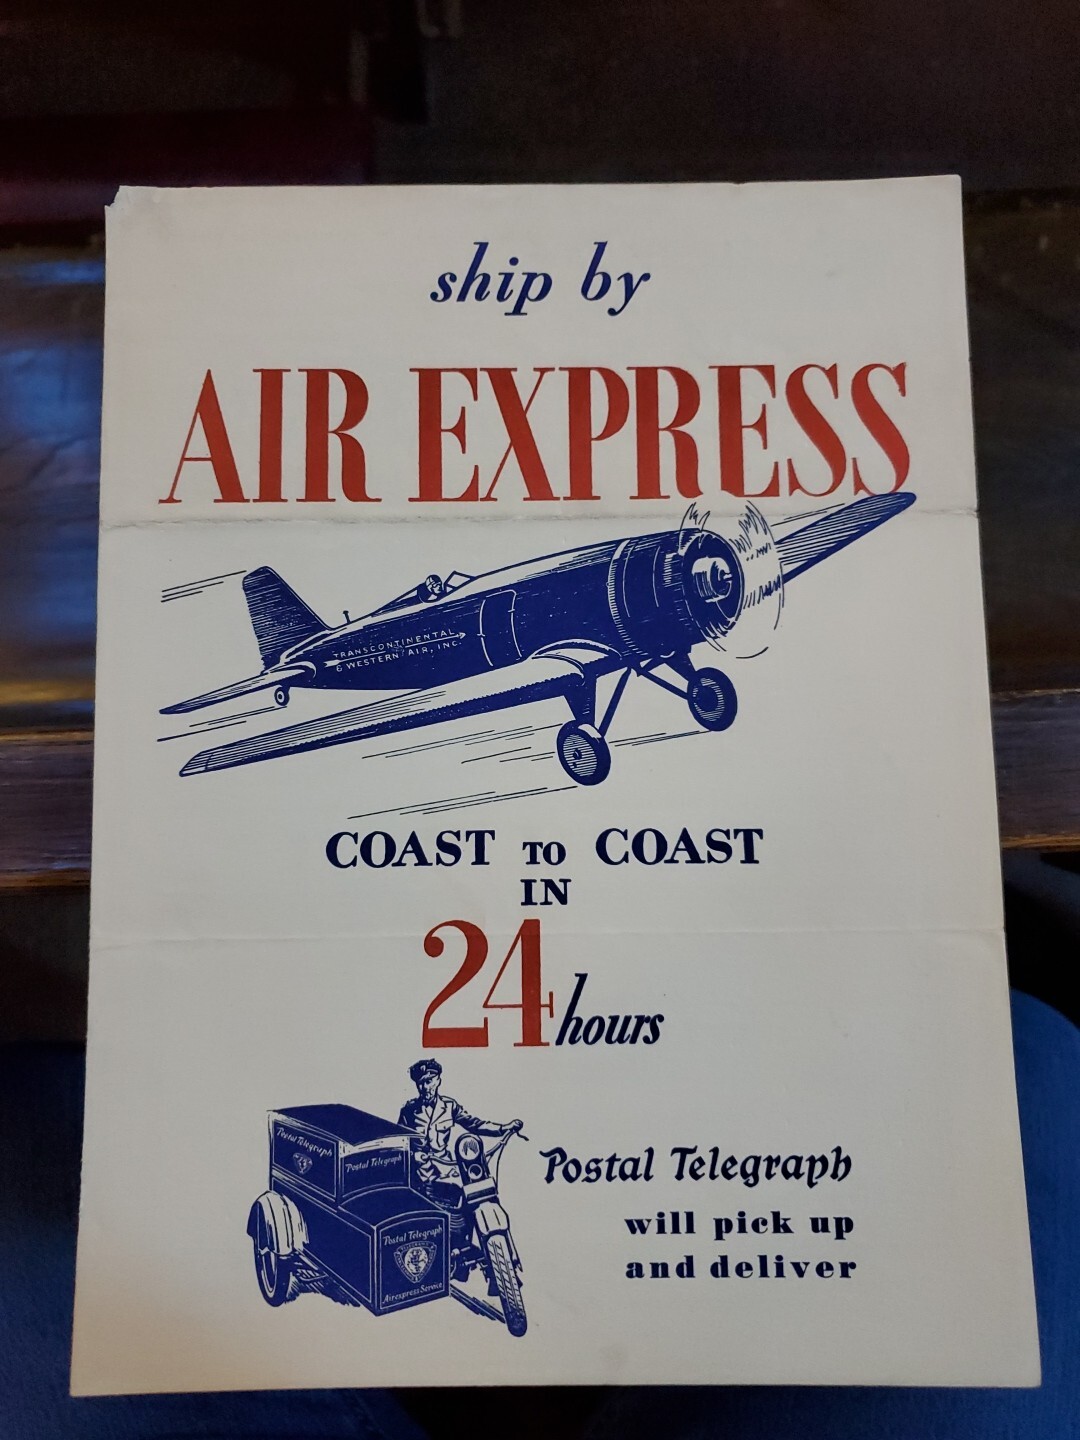 ship by
AIR EXPRESS
TRANSCONTINENTAL
& WESTERN AIR, INC.
COAST TO COAST
IN
24 hours
Postal Telegraph
will pick up
and deliver
Postal Telegraph
Postal Telegraph
Postal Telegraph
Airexpress Service